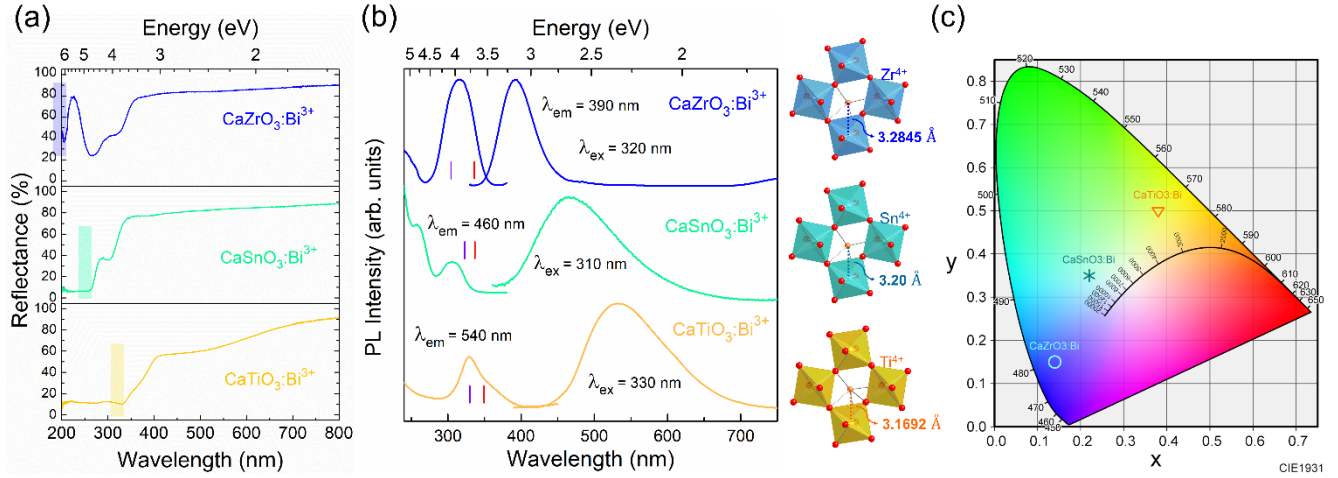 (a)
Energy (eV)
6 5 4 3 2
100
80
60
40
20
0
CaZrO₃:Bi³⁺
80
60
40
20
0
CaSnO₃:Bi³⁺
80
60
40
20
0
CaTiO₃:Bi³⁺
Reflectance (%)
200 300 400 500 600 700 800
Wavelength (nm)
(b)
Energy (eV)
5 4.5 4 3.5 3 2.5 2
λem = 390 nm
λex = 320 nm
CaZrO₃:Bi³⁺
λem = 460 nm
λex = 310 nm
CaSnO₃:Bi³⁺
λem = 540 nm
λex = 330 nm
CaTiO₃:Bi³⁺
PL Intensity (arb. units)
300 400 500 600 700
Wavelength (nm)
Zr⁴⁺
3.2845 Å
Sn⁴⁺
3.20 Å
Ti⁴⁺
3.1692 Å
(c)
0.8
0.7
0.6
0.5
0.4
0.3
0.2
0.1
0.0
y
520
530
540
550
560
570
580
590
600
610
620
630
650
510
500
490
480
470
460
CaTiO3:Bi
CaSnO3:Bi
CaZrO3:Bi
0.0 0.1 0.2 0.3 0.4 0.5 0.6 0.7
x
CIE1931